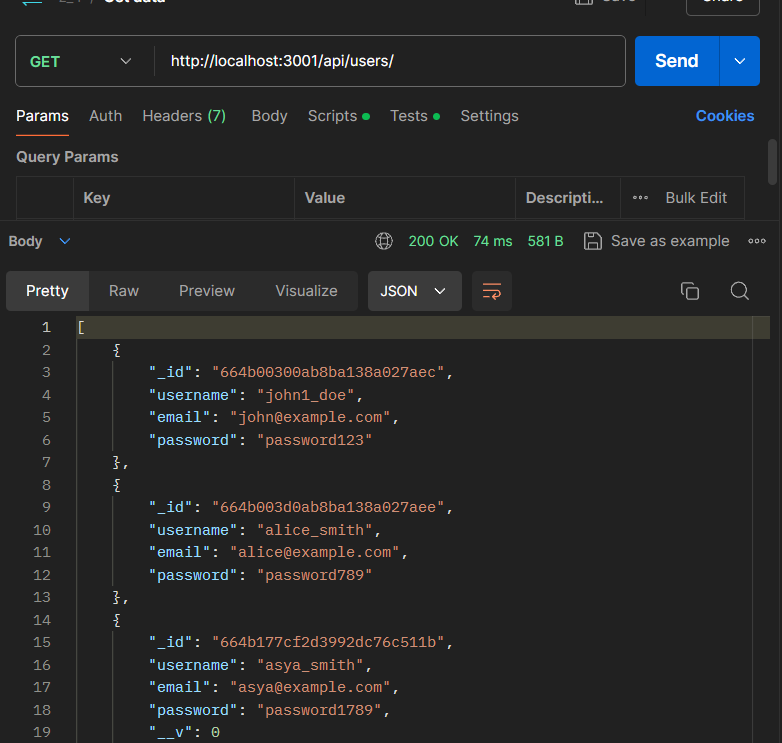 Get data
Save
Share
GET
http://localhost:3001/api/users/
Send
Params Auth Headers (7) Body Scripts Tests Settings Cookies
Query Params
Key Value Descripti... Bulk Edit
Body 200 OK 74 ms 581 B Save as example
Pretty Raw Preview Visualize JSON
1 [
2 {
3 "_id": "664b00300ab8ba138a027aec",
4 "username": "john1_doe",
5 "email": "john@example.com",
6 "password": "password123"
7 },
8 {
9 "_id": "664b003d0ab8ba138a027aee",
10 "username": "alice_smith",
11 "email": "alice@example.com",
12 "password": "password789"
13 },
14 {
15 "_id": "664b177cf2d3992dc76c511b",
16 "username": "asya_smith",
17 "email": "asya@example.com",
18 "password": "password1789",
19 "__v": 0